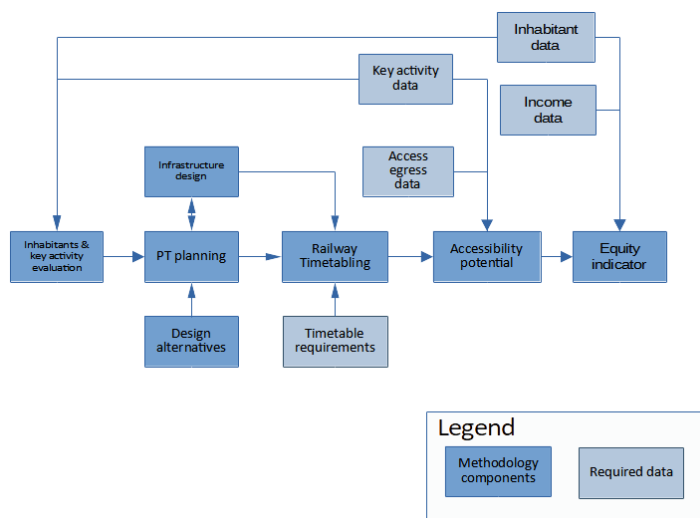 Inhabitant
data
Key activity
data
Income
data
Access
egress
data
Infrastructure
design
Inhabitants &
key activity
evaluation
PT planning
Railway
Timetabling
Accessibility
potential
Equity
indicator
Design
alternatives
Timetable
requirements
Legend
Methodology
components
Required data